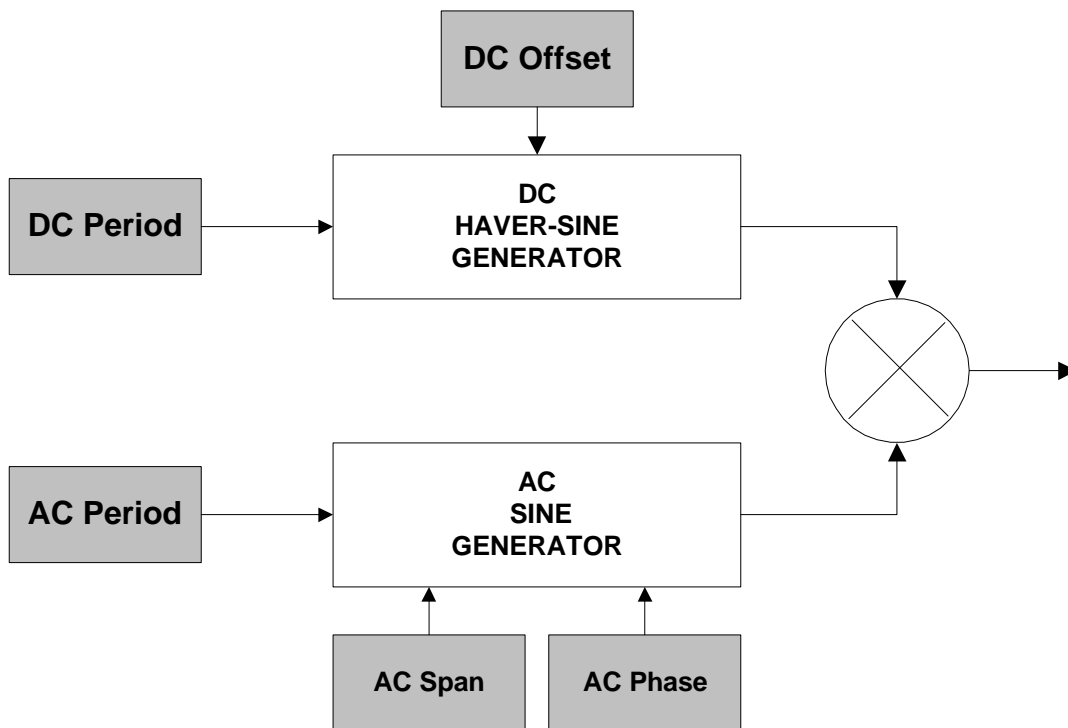 DC Offset
DC Period
DC
HAVER-SINE
GENERATOR
AC Period
AC
SINE
GENERATOR
AC Span
AC Phase